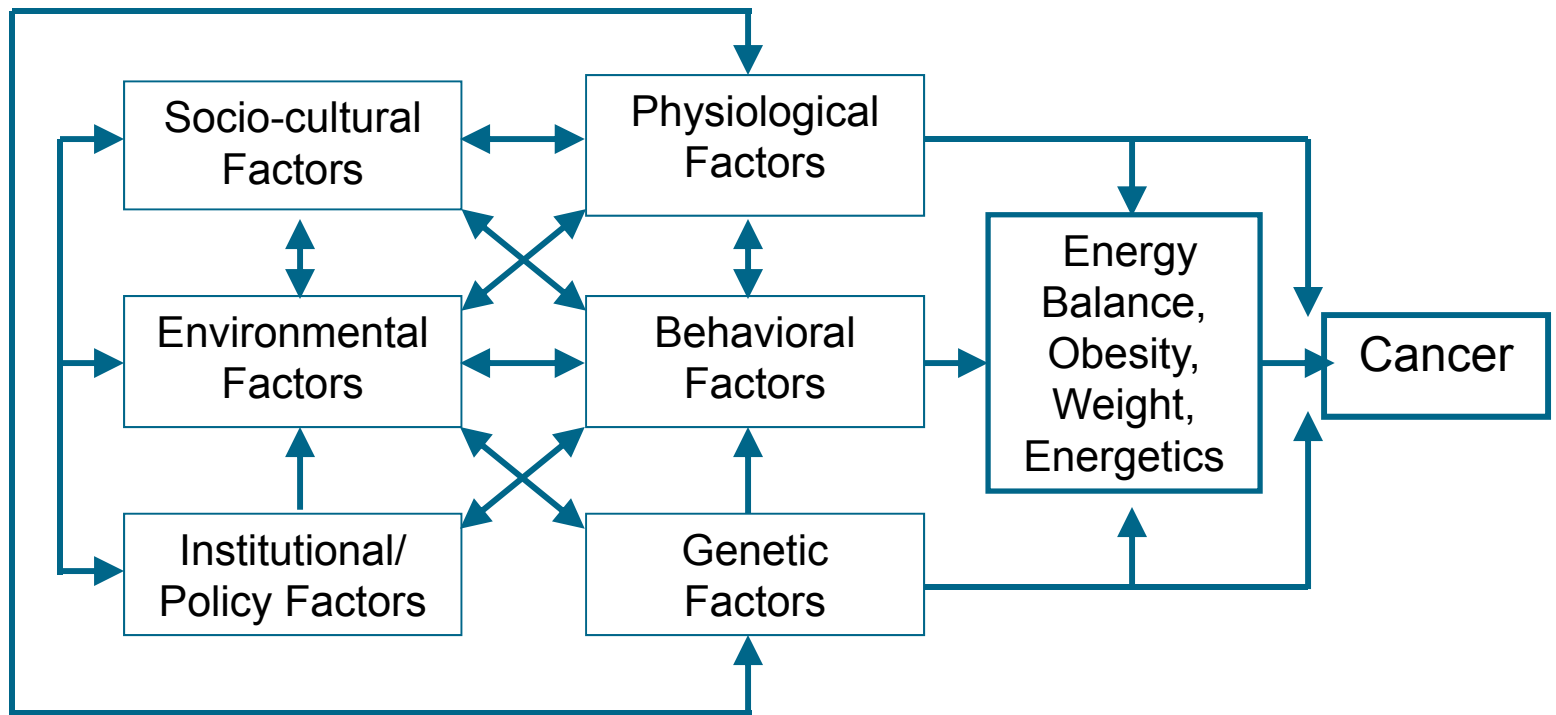 Socio-cultural
Factors
Physiological
Factors
Environmental
Factors
Behavioral
Factors
Energy
Balance,
Obesity,
Weight,
Energetics
Cancer
Institutional/
Policy Factors
Genetic
Factors